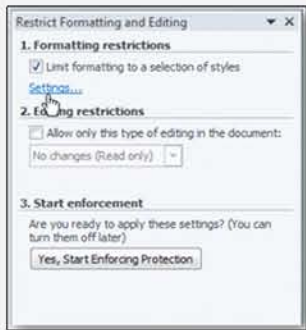 Restrict Formatting and Editing
1. Formatting restrictions
Limit formatting to a selection of styles
Settings...
2. Editing restrictions
Allow only this type of editing in the document:
No changes (Read only)
3. Start enforcement
Are you ready to apply these settings? (You can
turn them off later)
Yes, Start Enforcing Protection